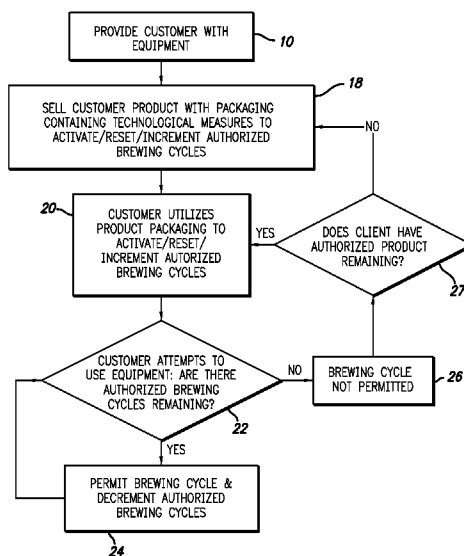 PROVIDE CUSTOMER WITH
EQUIPMENT
10
18
SELL CUSTOMER PRODUCT WITH PACKAGING
CONTAINING TECHNOLOGICAL MEASURES TO
ACTIVATE/RESET/INCREMENT AUTHORIZED
BREWING CYCLES
NO
20
CUSTOMER UTILIZES
PRODUCT PACKAGING TO
ACTIVATE/RESET/
INCREMENT AUTORIZED
BREWING CYCLES
YES
DOES CLIENT HAVE
AUTHORIZED PRODUCT
REMAINING?
27
CUSTOMER ATTEMPTS TO
USE EQUIPMENT: ARE THERE
AUTHORIZED BREWING
CYCLES REMAINING?
22
NO
BREWING CYCLE
NOT PERMITTED
26
YES
PERMIT BREWING CYCLE &
DECREMENT AUTHORIZED
BREWING CYCLES
24